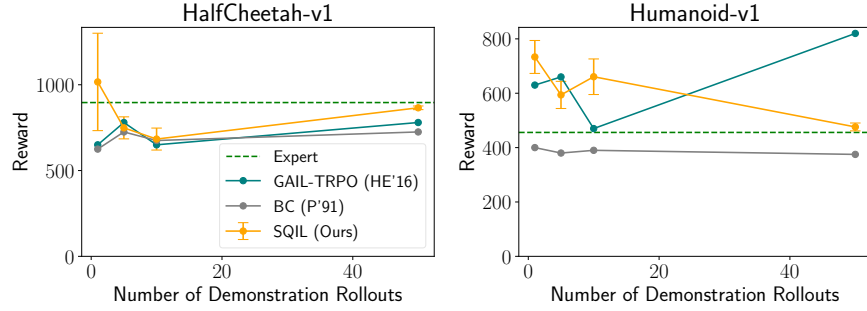 HalfCheetah-v1
1000
500
0
Reward
0
20
40
Number of Demonstration Rollouts
Expert
GAIL-TRPO (HE'16)
BC (P'91)
SQIL (Ours)
Humanoid-v1
800
600
400
200
0
Reward
0
20
40
Number of Demonstration Rollouts